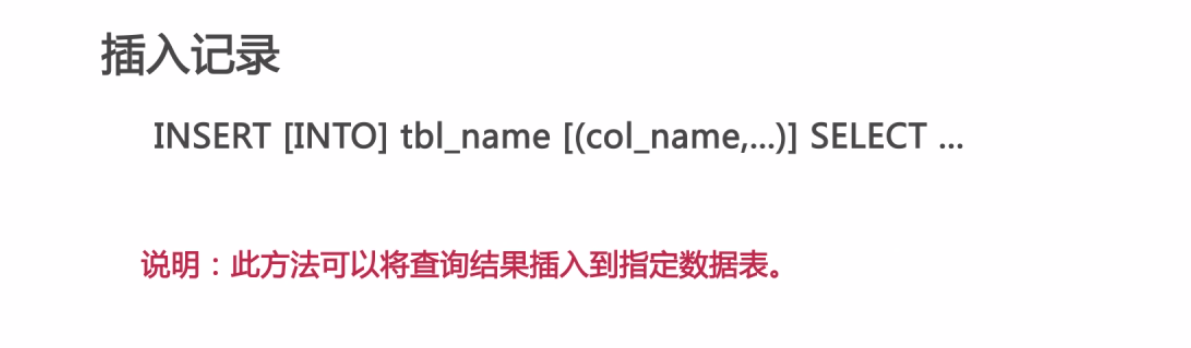 插入记录
INSERT [INTO] tbl_name [(col_name,...)] SELECT ...
说明：此方法可以将查询结果插入到指定数据表。